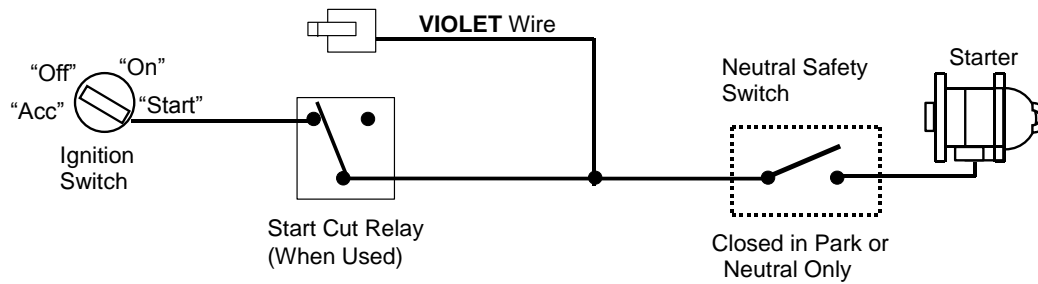 VIOLET Wire
“Off”
“On”
“Acc”
“Start”
Ignition
Switch
Start Cut Relay
(When Used)
Neutral Safety
Switch
Starter
Closed in Park or
Neutral Only